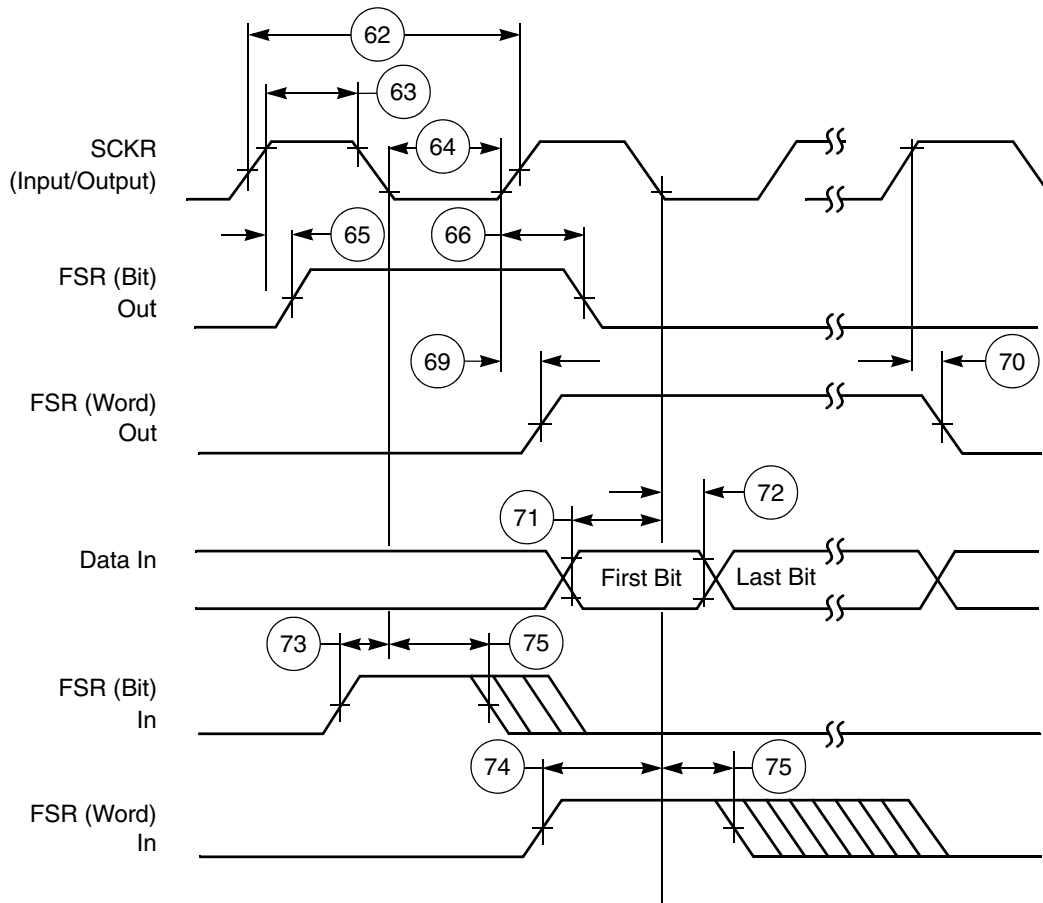 62
63
SCKR
(Input/Output)
64
65
66
FSR (Bit)
Out
69
70
FSR (Word)
Out
71
72
Data In
First Bit
Last Bit
73
75
FSR (Bit)
In
74
75
FSR (Word)
In